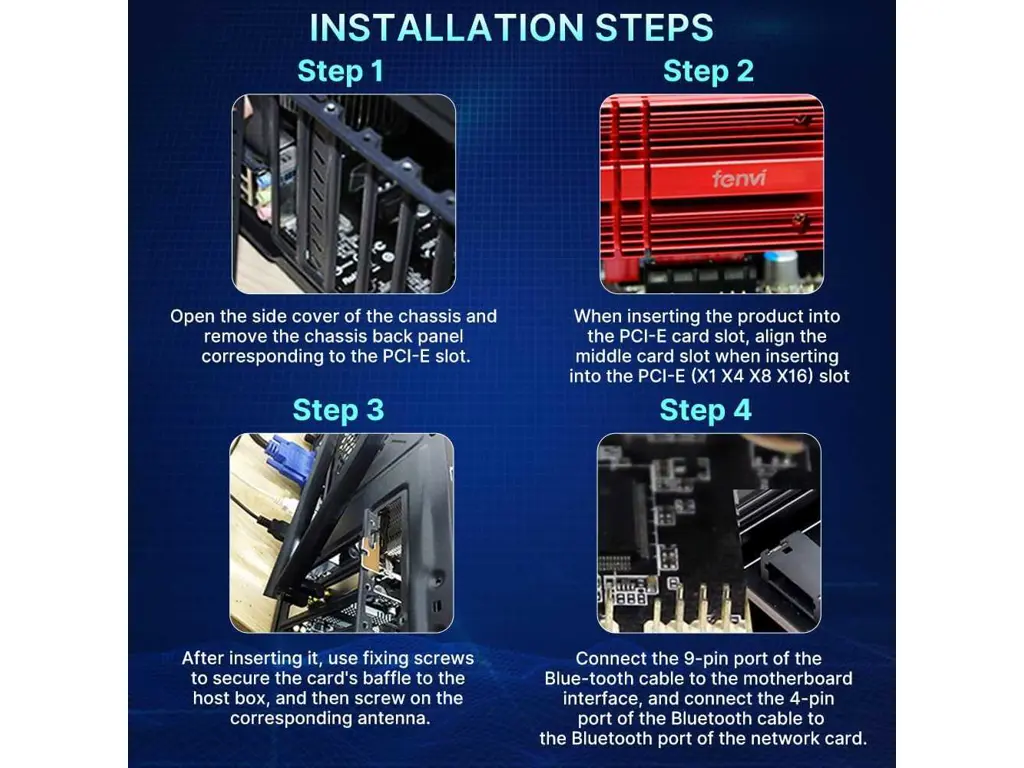 INSTALLATION STEPS
Step 1
Open the side cover of the chassis and
remove the chassis back panel
corresponding to the PCI-E slot.
Step 2
fenvi
When inserting the product into
the PCI-E card slot, align the
middle card slot when inserting
into the PCI-E (X1 X4 X8 X16) slot
Step 3
After inserting it, use fixing screws
to secure the card's baffle to the
host box, and then screw on the
corresponding antenna.
Step 4
Connect the 9-pin port of the
Blue-tooth cable to the motherboard
interface, and connect the 4-pin
port of the Bluetooth cable to
the Bluetooth port of the network card.